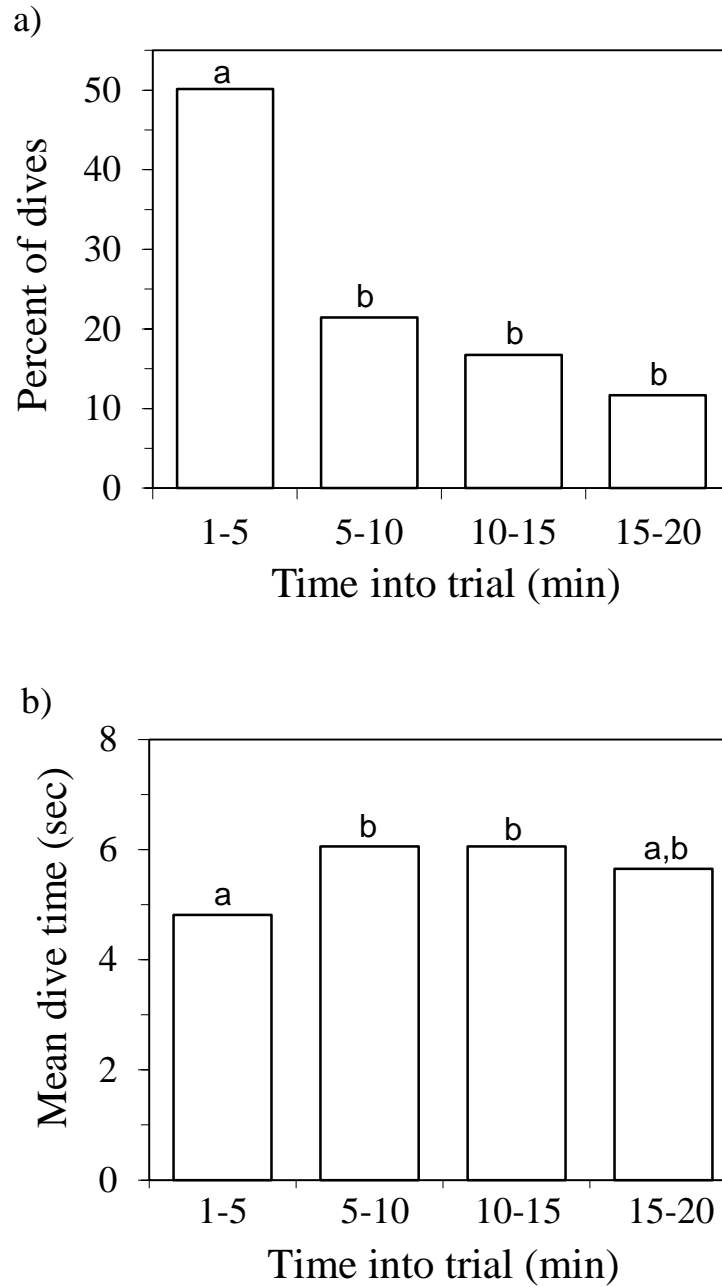 a)
Percent of dives
50
40
30
20
10
0
a
b
b
b
1-5 5-10 10-15 15-20
Time into trial (min)
b)
Mean dive time (sec)
8
6
4
2
0
a
b
b
a,b
1-5 5-10 10-15 15-20
Time into trial (min)